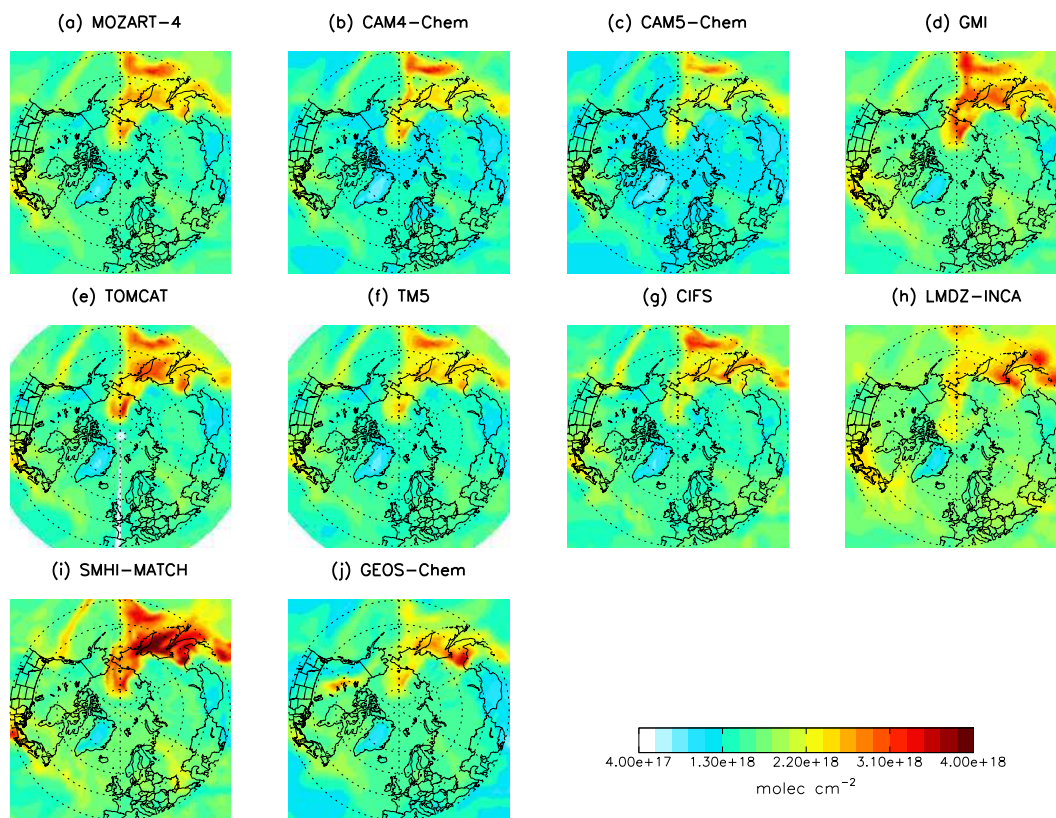 (a) MOZART-4 (b) CAM4-Chem (c) CAM5-Chem (d) GMI
(e) TOMCAT (f) TM5 (g) CIFS (h) LMDZ-INCA
(i) SMHI-MATCH (j) GEOS-Chem
4.00e+17 1.30e+18 2.20e+18 3.10e+18 4.00e+18
molec cm⁻²